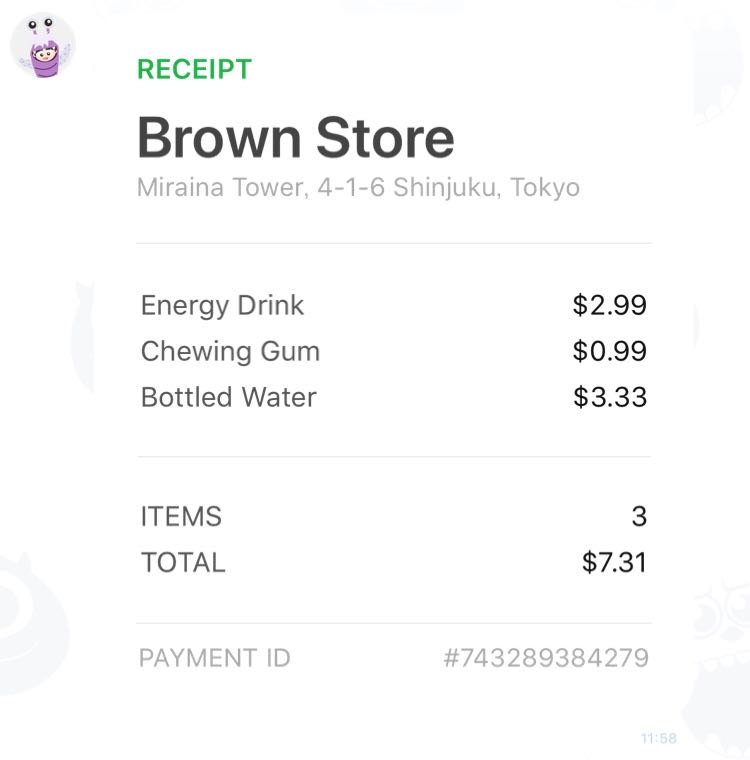 RECEIPT
Brown Store
Miraina Tower, 4-1-6 Shinjuku, Tokyo
Energy Drink $2.99
Chewing Gum $0.99
Bottled Water $3.33
ITEMS 3
TOTAL $7.31
PAYMENT ID #743289384279
11:58